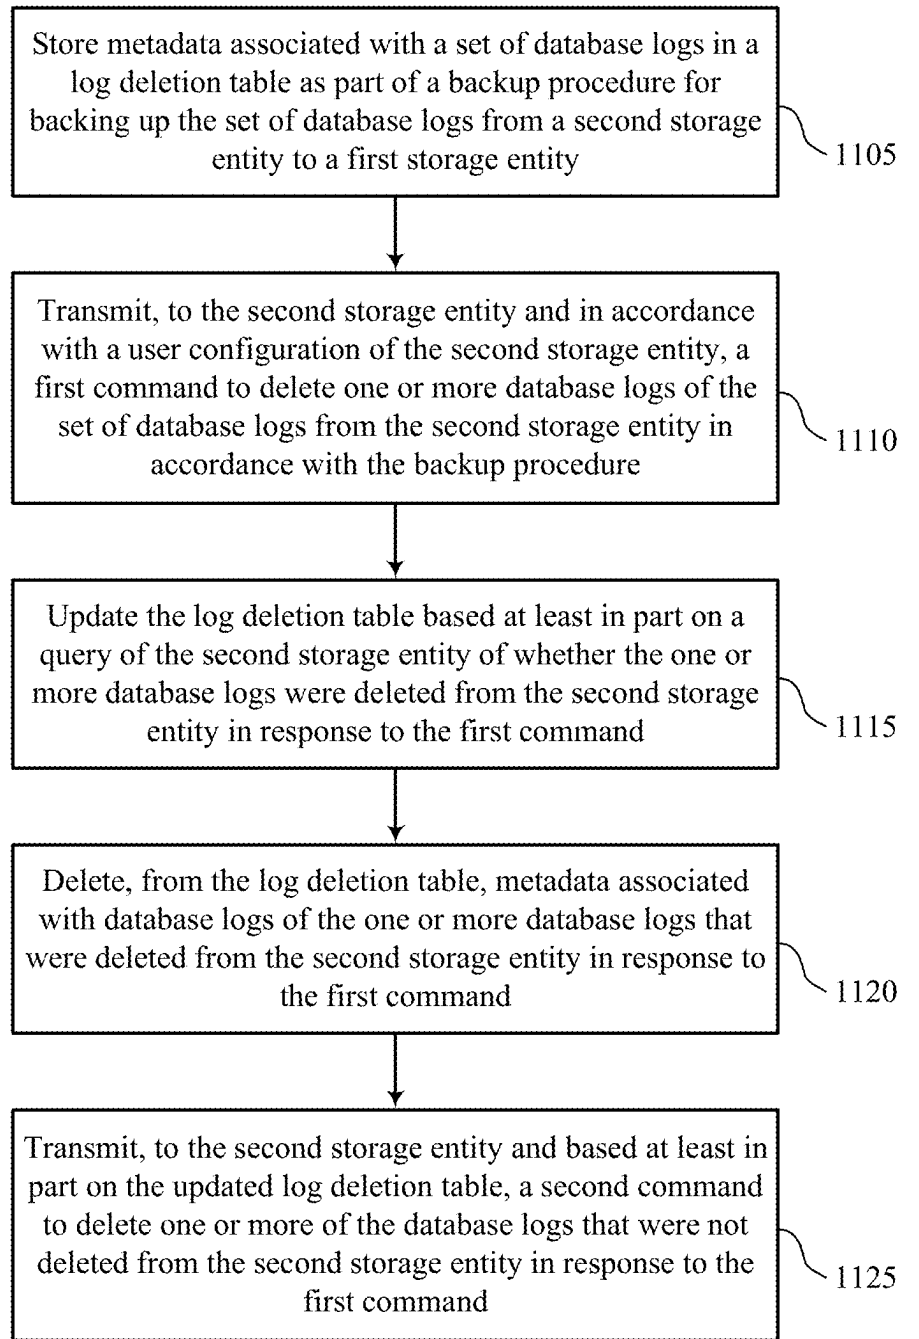 Store metadata associated with a set of database logs in a
log deletion table as part of a backup procedure for
backing up the set of database logs from a second storage
entity to a first storage entity
1105
Transmit, to the second storage entity and in accordance
with a user configuration of the second storage entity, a
first command to delete one or more database logs of the
set of database logs from the second storage entity in
accordance with the backup procedure
1110
Update the log deletion table based at least in part on a
query of the second storage entity of whether the one or
more database logs were deleted from the second storage
entity in response to the first command
1115
Delete, from the log deletion table, metadata associated
with database logs of the one or more database logs that
were deleted from the second storage entity in response to
the first command
1120
Transmit, to the second storage entity and based at least in
part on the updated log deletion table, a second command
to delete one or more of the database logs that were not
deleted from the second storage entity in response to the
first command
1125